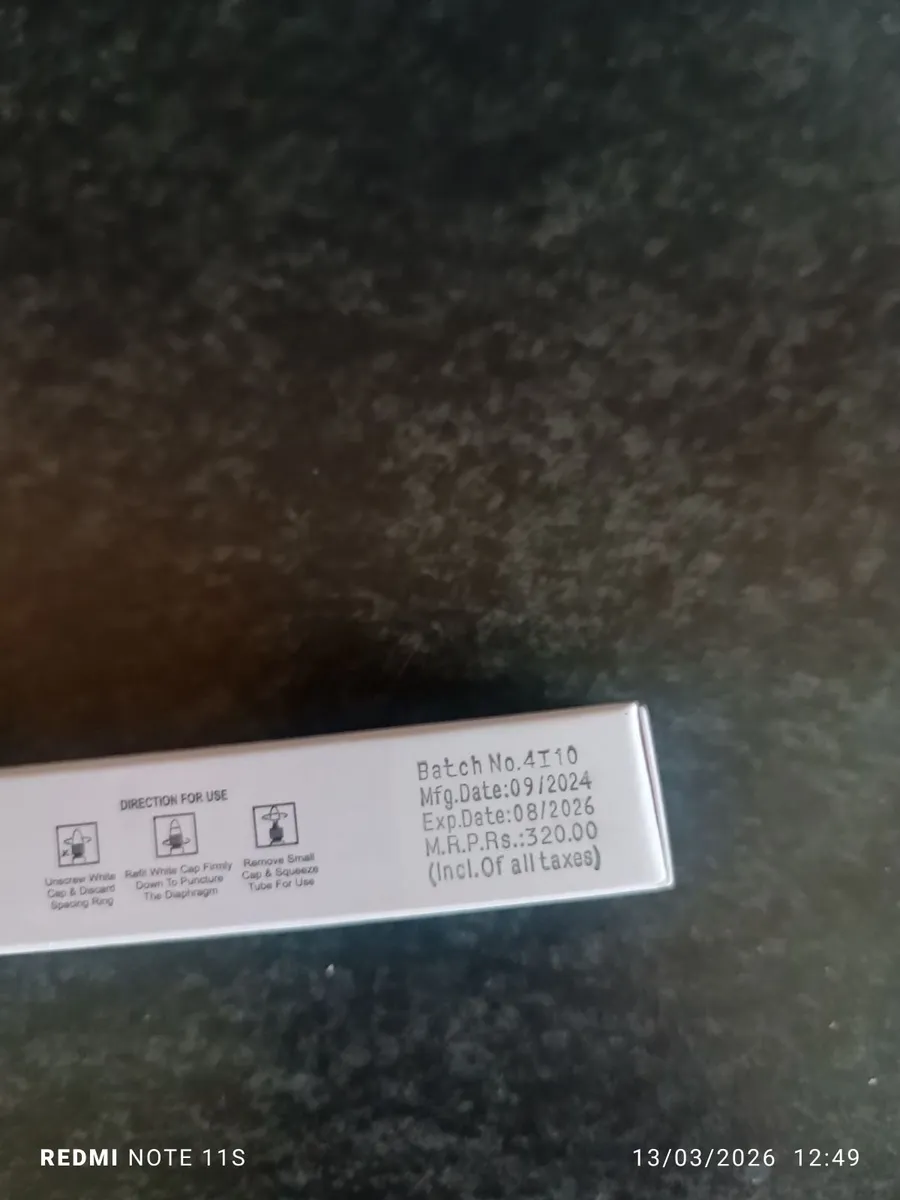 DIRECTION FOR USE
Unscrew White
Cap & Discard
Spacing Ring
Refit White Cap Firmly
Down To Puncture
The Diaphragm
Remove Small
Cap & Squeeze
Tube For Use
Batch No.4I10
Mfg.Date:09/2024
Exp.Date:08/2026
M.R.P.Rs.:320.00
(Incl.Of all taxes)
REDMI NOTE 11S
13/03/2026 12:49